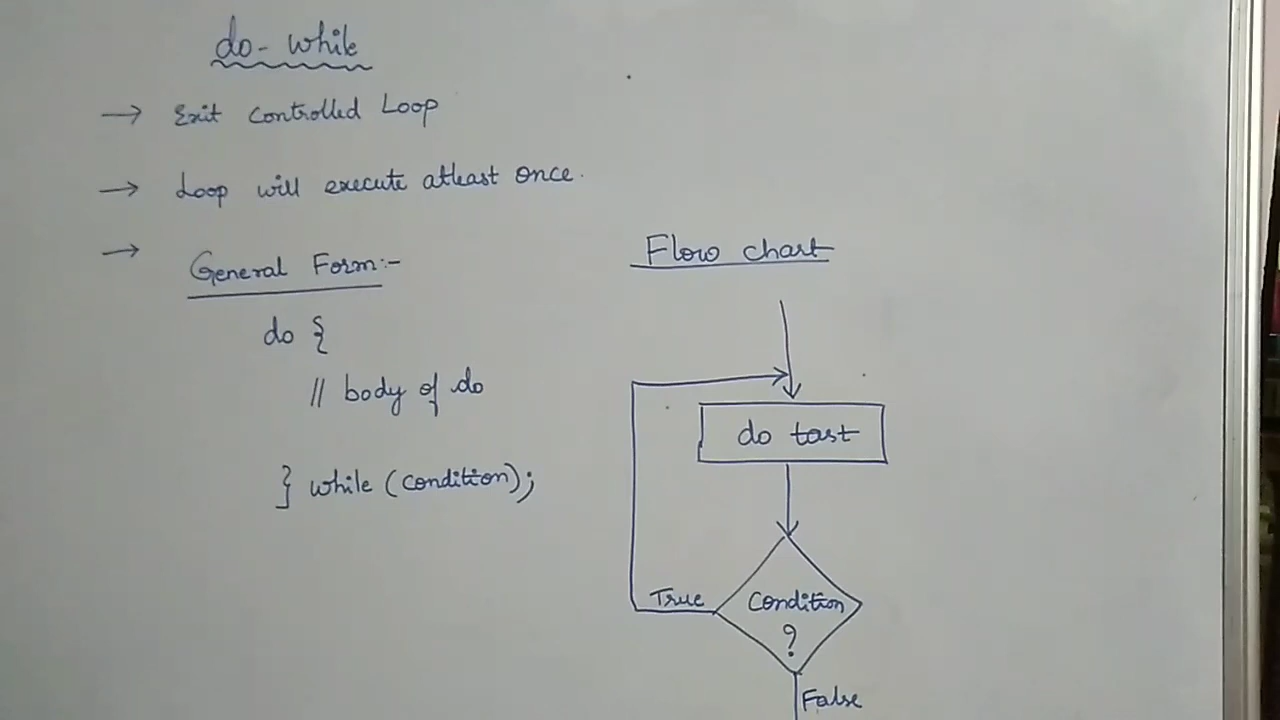 do- while
→ Exit Controlled Loop
→ Loop will execute atleast once.
→ General Form:-
do {
// body of do
} while (condition);
Flow chart
do tast
Condition
?
True
False